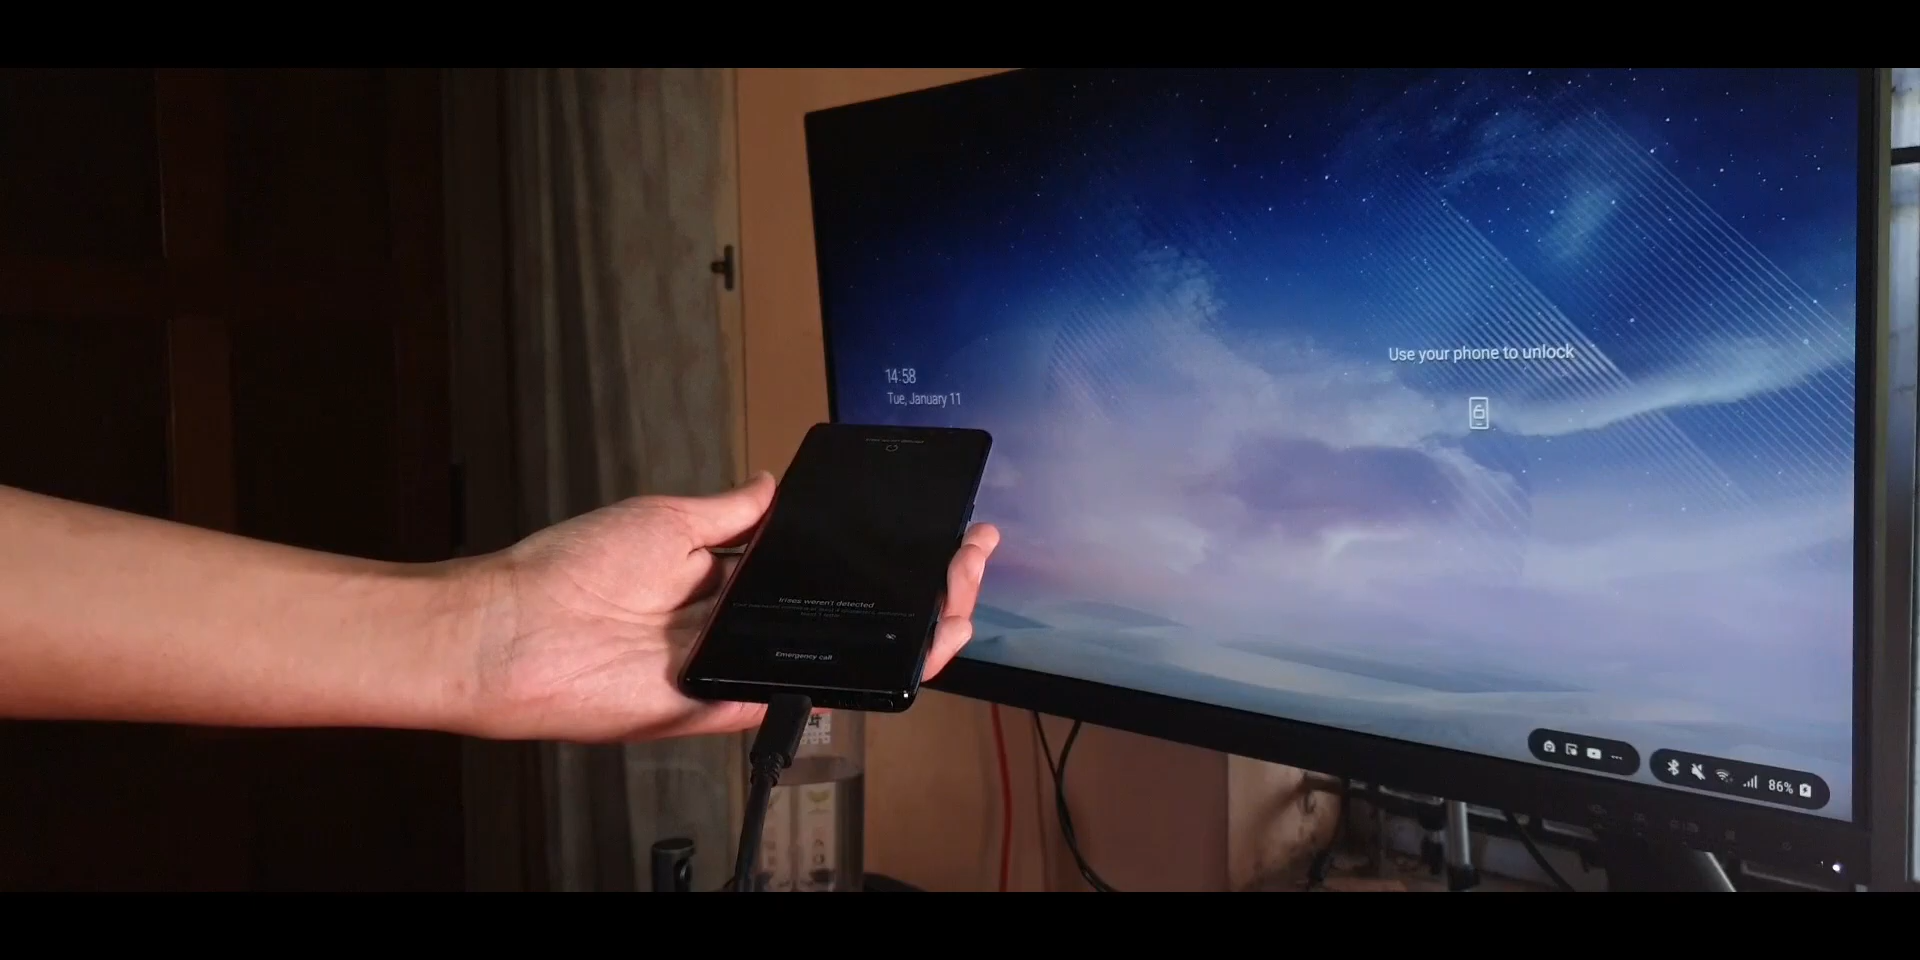 14:58
Tue, January 11
Use your phone to unlock
Irises weren't detected
Emergency call
86%